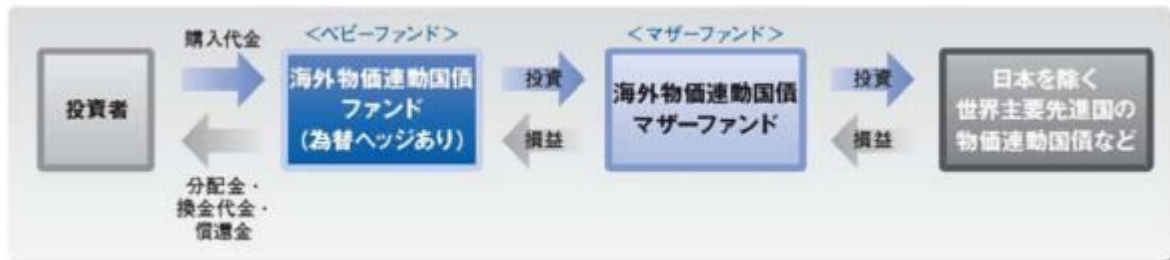 購入代金
<ベビーファンド>
<マザーファンド>
投資者
海外物価連動国債
ファンド
(為替ヘッジあり)
投資
損益
海外物価連動国債
マザーファンド
投資
損益
日本を除く
世界主要先進国の
物価連動国債など
分配金・
換金代金・
償還金